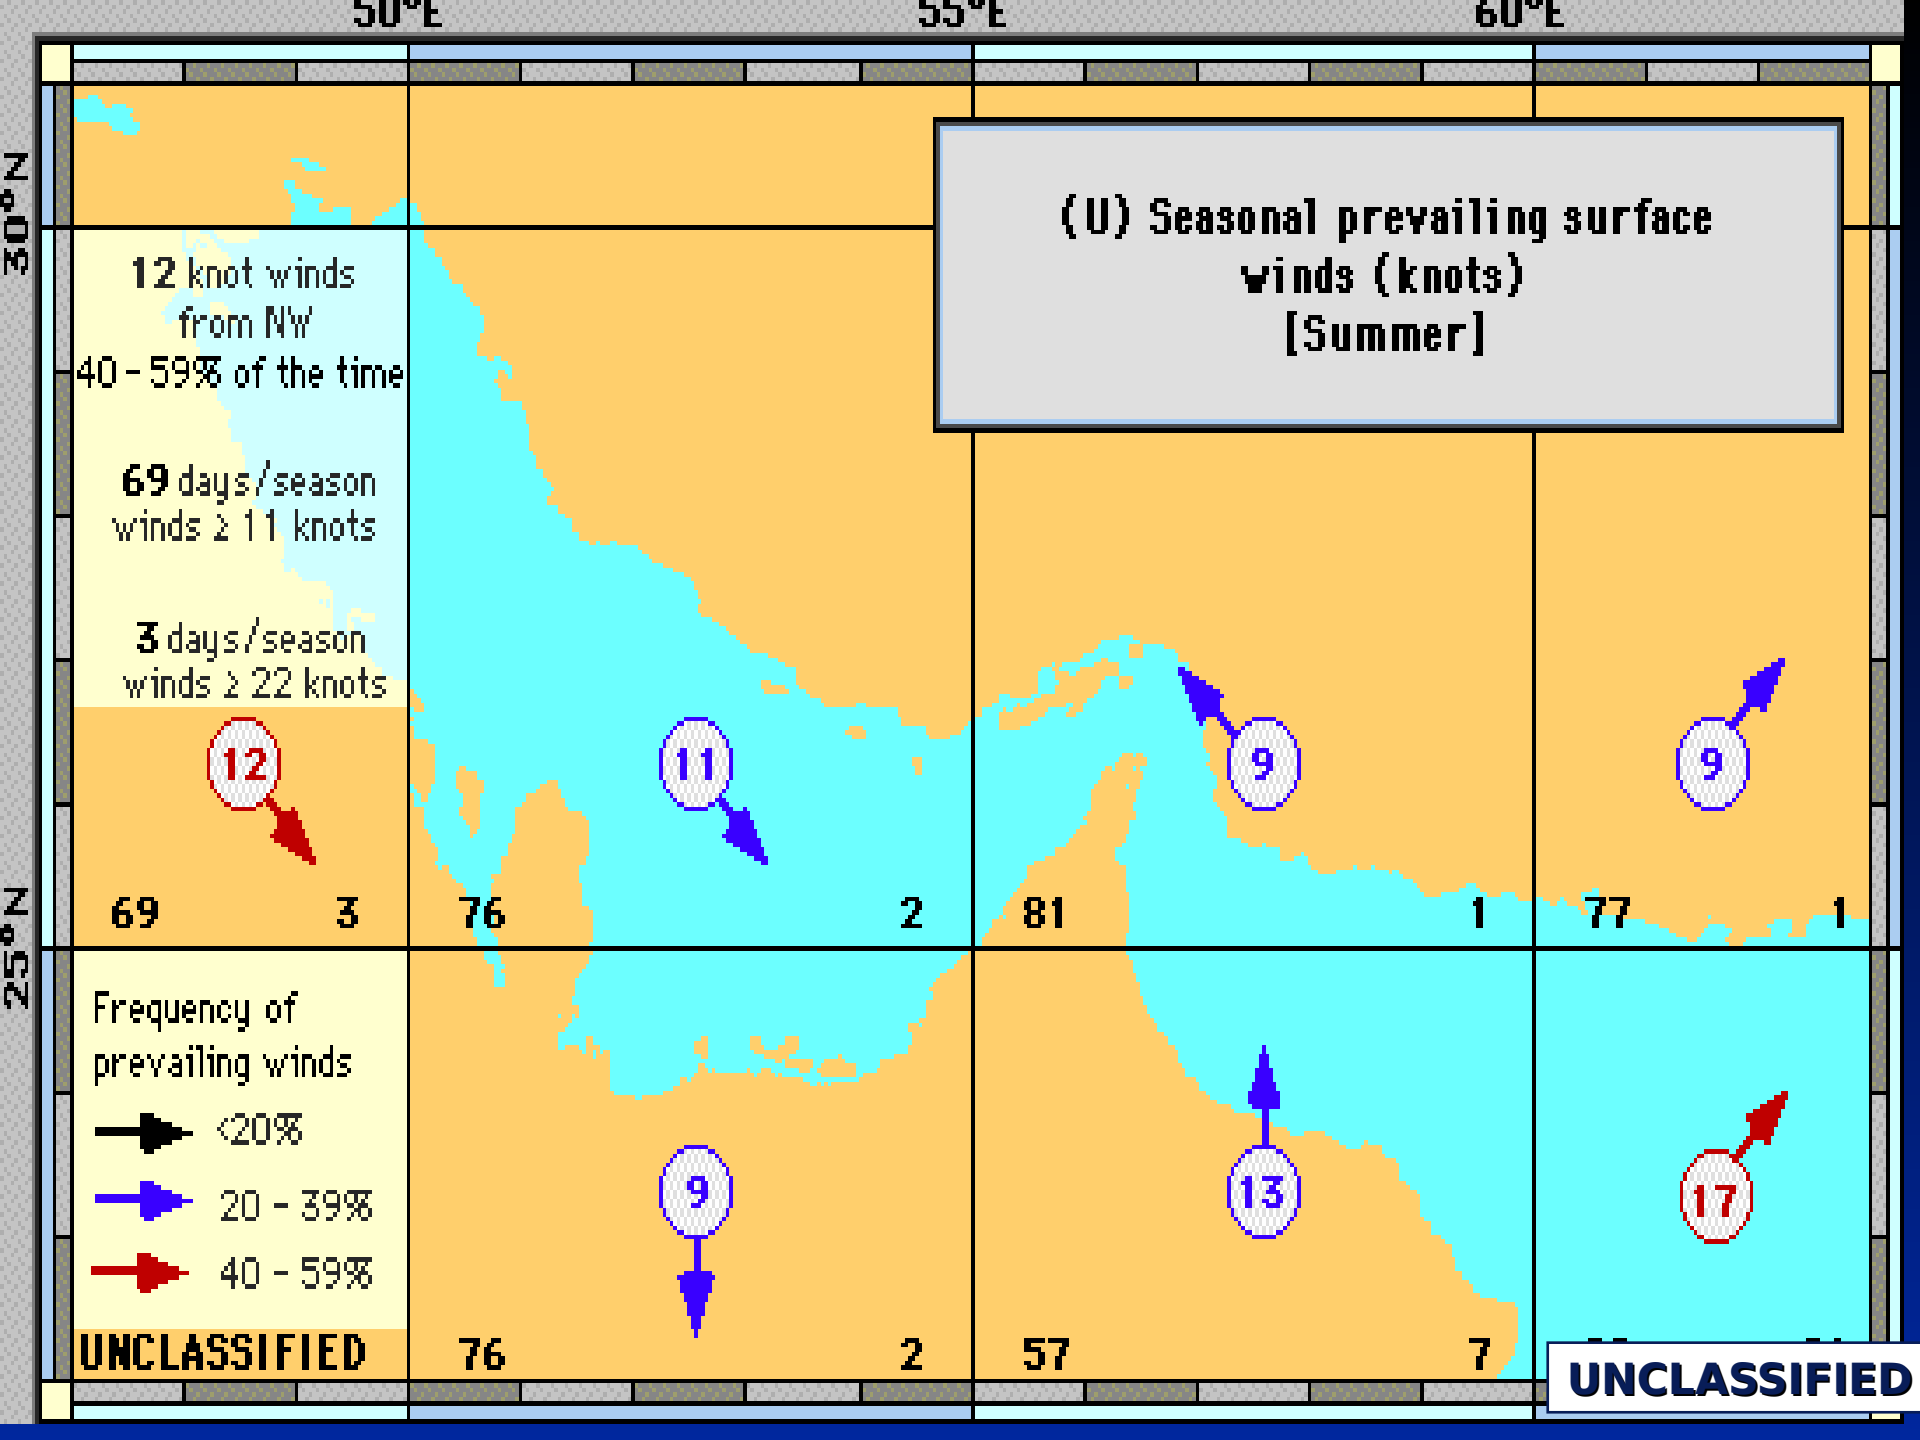 50°E 55°E 60°E
30°N
(U) Seasonal prevailing surface
winds (knots)
[Summer]
12 knot winds
from NW
40-59% of the time
69 days/season
winds ≥ 11 knots
3 days/season
winds ≥ 22 knots
12 11 9 9
69 3 76 2 81 1 77 1
25°N
Frequency of
prevailing winds
<20%
20 - 39%
40 - 59%
9 13 17
UNCLASSIFIED 76 2 57 7
UNCLASSIFIED